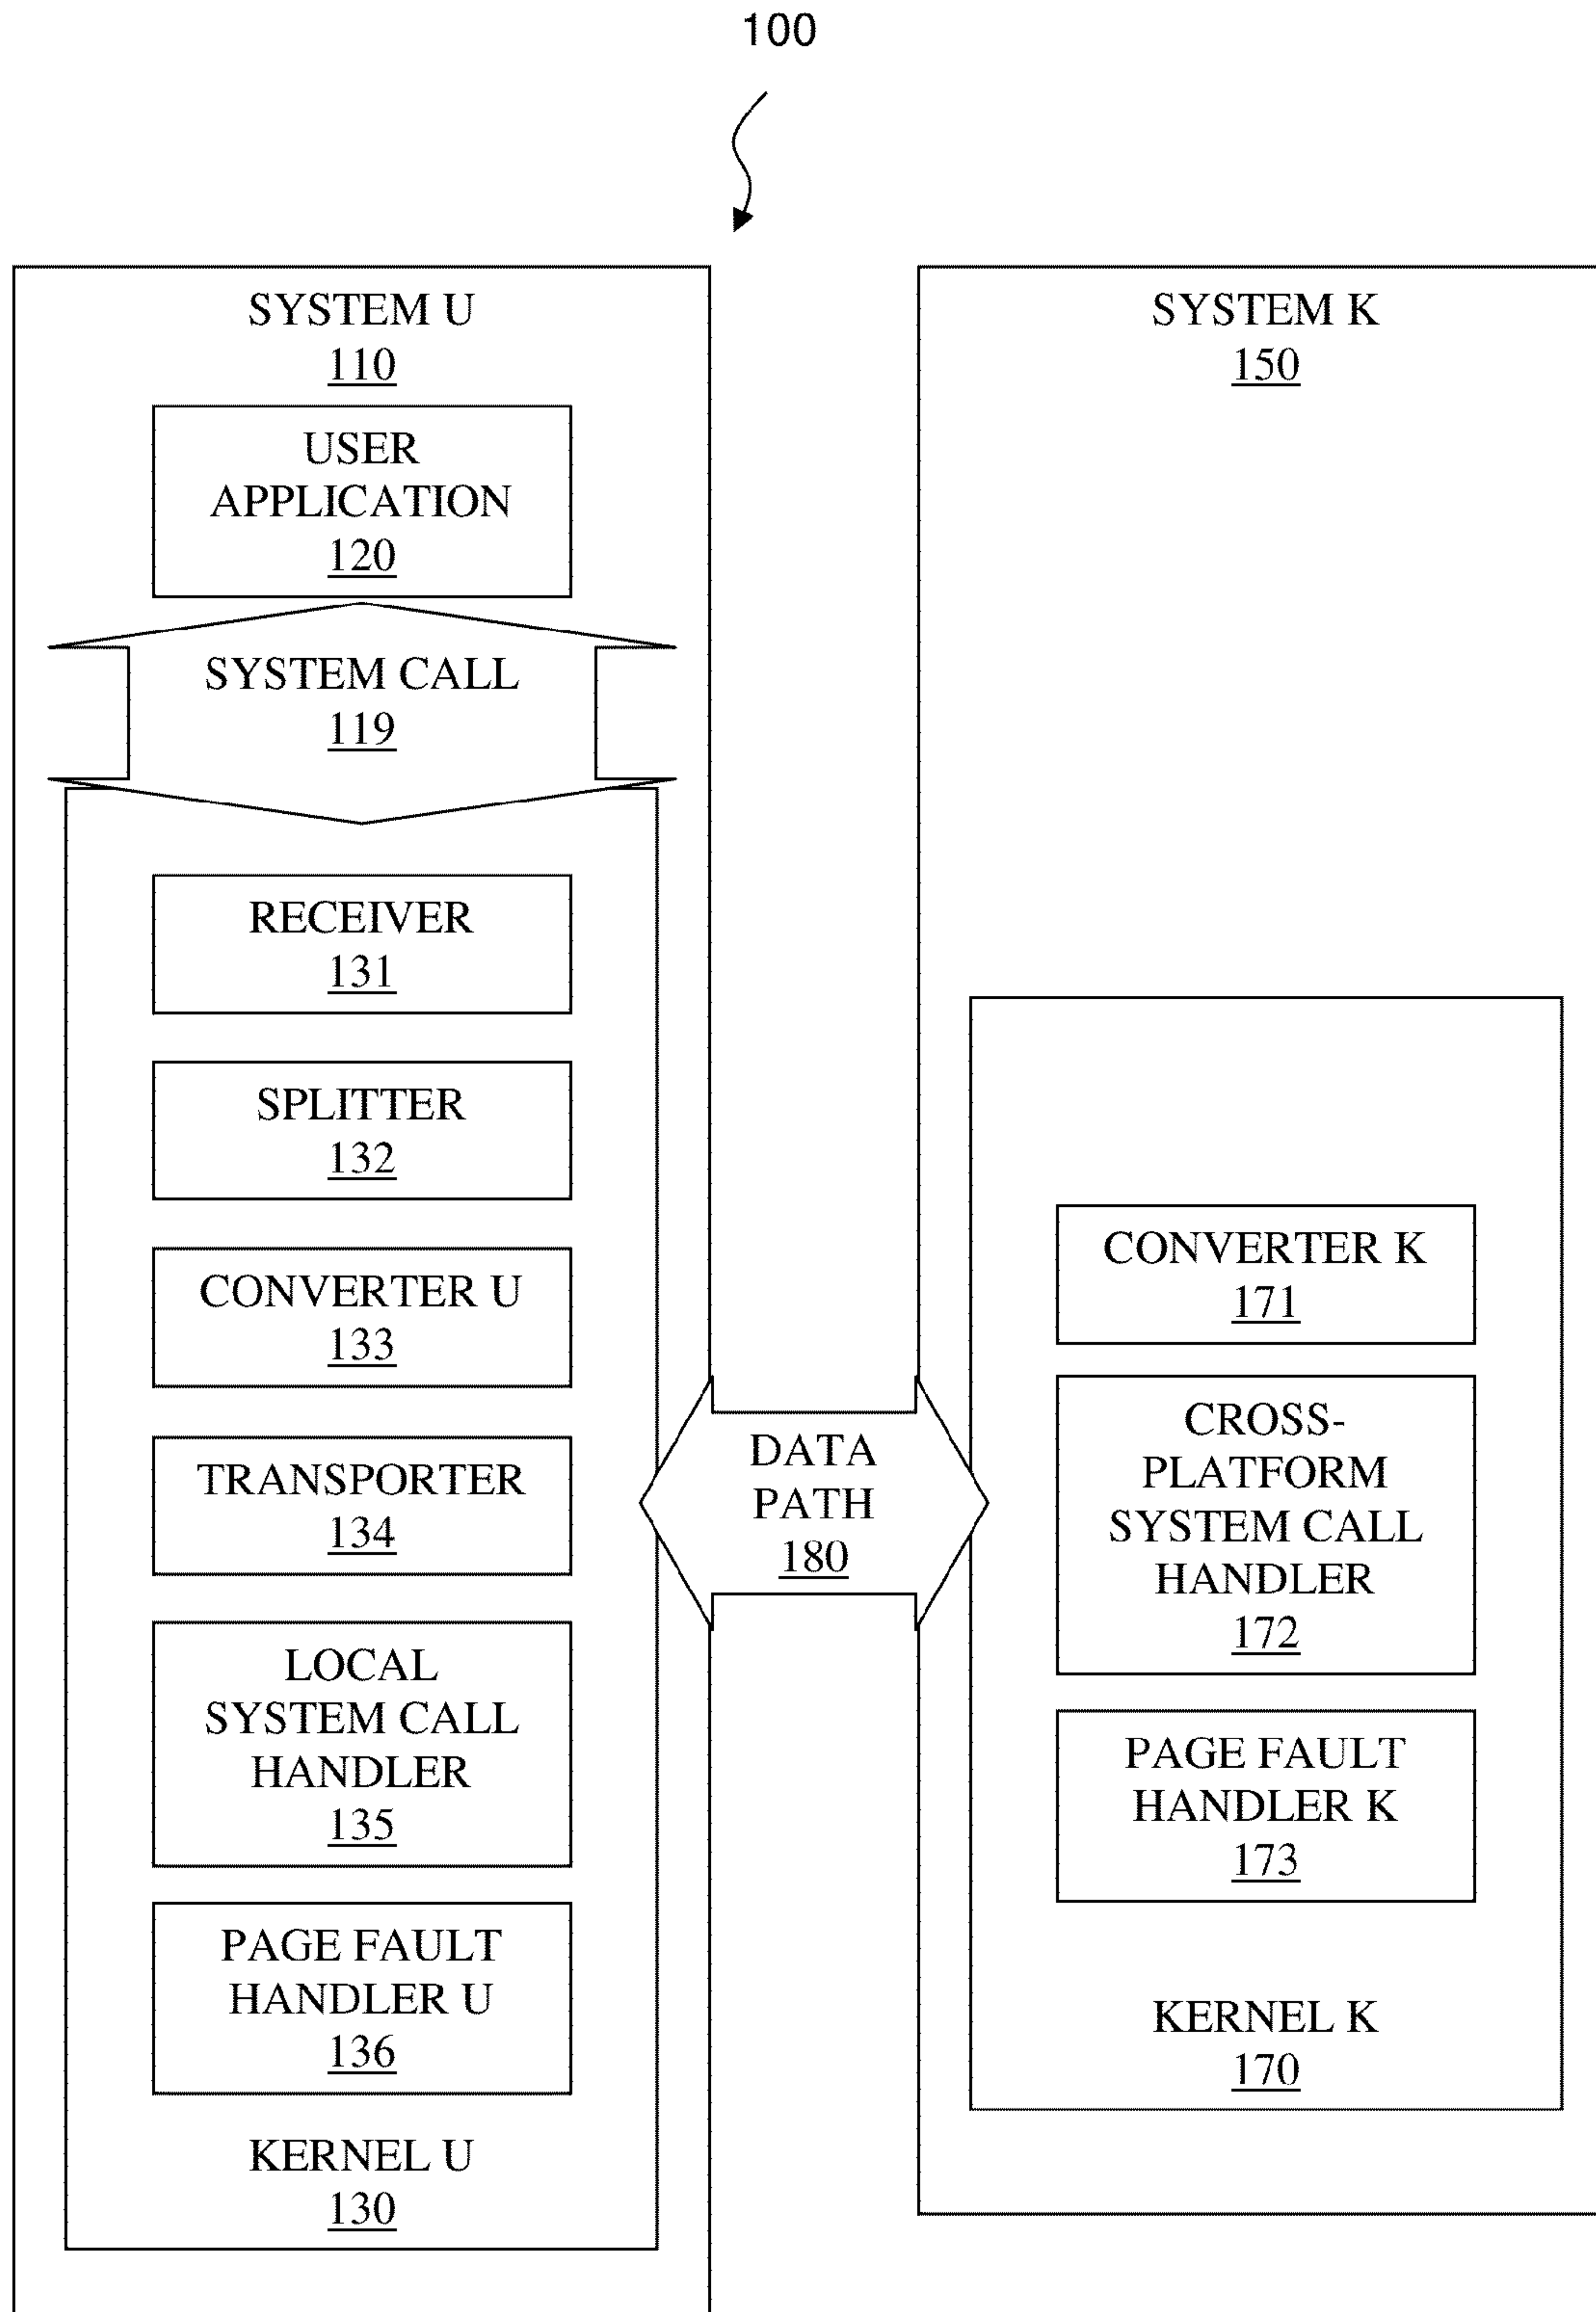 100
SYSTEM U
110
USER
APPLICATION
120
SYSTEM CALL
119
RECEIVER
131
SPLITTER
132
CONVERTER U
133
TRANSPORTER
134
LOCAL
SYSTEM CALL
HANDLER
135
PAGE FAULT
HANDLER U
136
KERNEL U
130
DATA
PATH
180
SYSTEM K
150
CONVERTER K
171
CROSS-
PLATFORM
SYSTEM CALL
HANDLER
172
PAGE FAULT
HANDLER K
173
KERNEL K
170